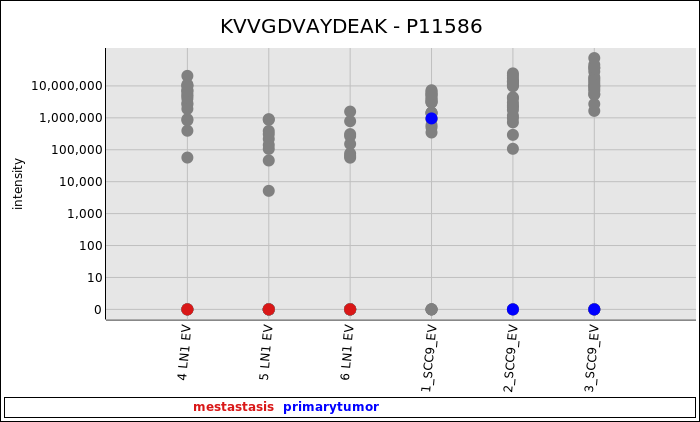 KVVGDVAYDEAK - P11586
intensity
10,000,000
1,000,000
100,000
10,000
1,000
100
10
0
4 LN1 EV
5 LN1 EV
6 LN1 EV
1_SCC9_EV
2_SCC9_EV
3_SCC9_EV
mestastasis primarytumor